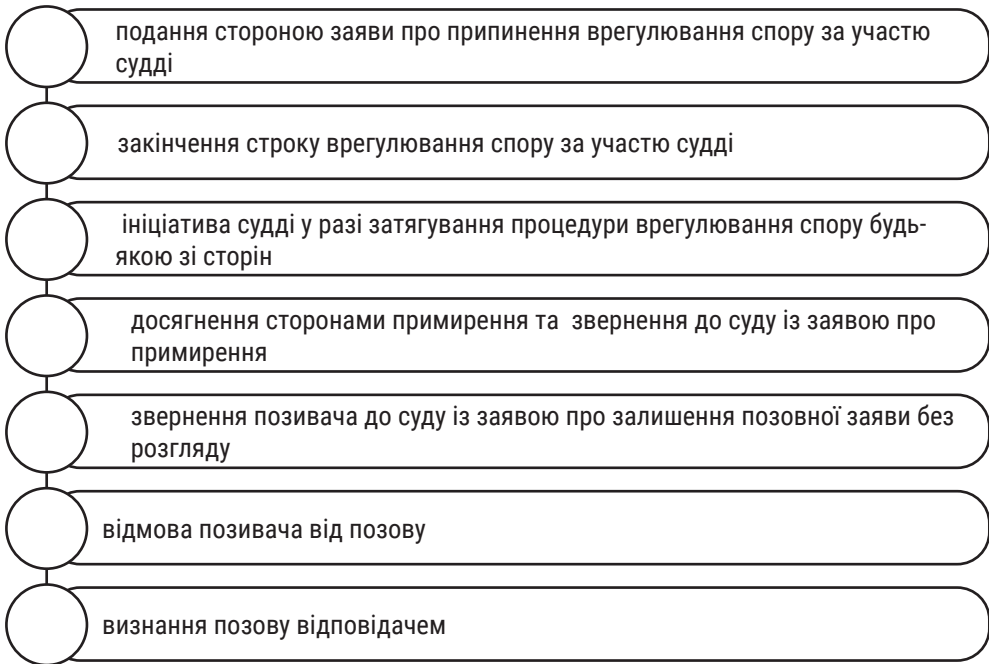 подання стороною заяви про припинення врегулювання спору за участю
судді
закінчення строку врегулювання спору за участю судді
ініціатива судді у разі затягування процедури врегулювання спору будь-
якою зі сторін
досягнення сторонами примирення та звернення до суду із заявою про
примирення
звернення позивача до суду із заявою про залишення позовної заяви без
розгляду
відмова позивача від позову
визнання позову відповідачем